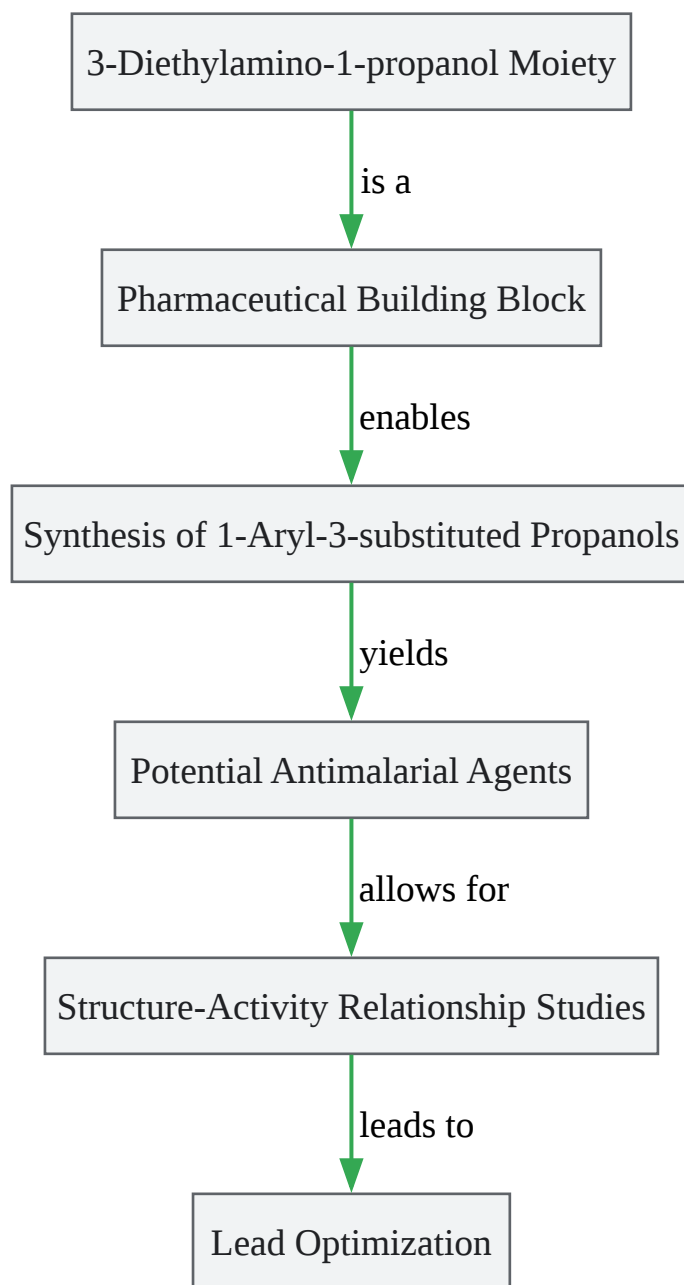 3-Diethylamino-1-propanol Moiety
is a
Pharmaceutical Building Block
enables
Synthesis of 1-Aryl-3-substituted Propanols
yields
Potential Antimalarial Agents
allows for
Structure-Activity Relationship Studies
leads to
Lead Optimization